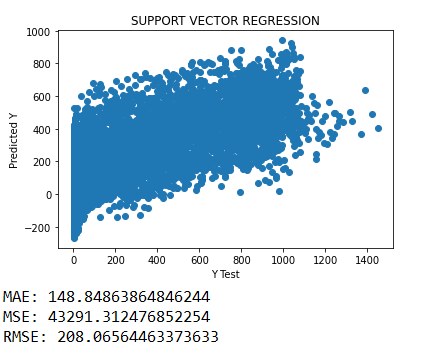 SUPPORT VECTOR REGRESSION
1000
800
600
400
200
0
−200
Predicted Y
0 200 400 600 800 1000 1200 1400
Y Test
MAE: 148.84863864846244
MSE: 43291.312476852254
RMSE: 208.06564463373633